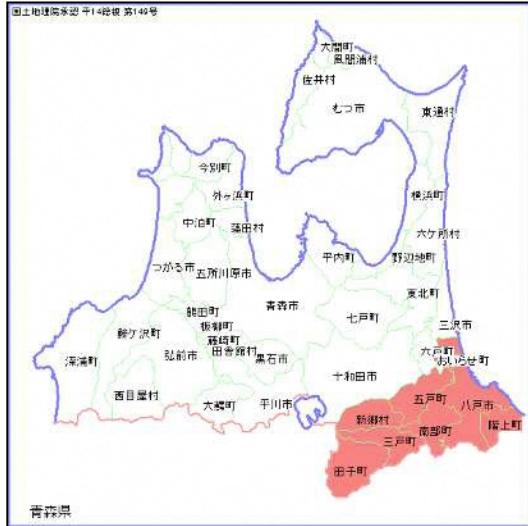 国土地理院承認 平14総複 第149号
大間町
風間浦村
佐井村
むつ市
東通村
今別町
外ヶ浜町
横浜町
中泊町
蓬田村
六ケ所村
平内町
野辺地町
つがる市
五所川原市
東北町
青森市
七戸町
鶴田町
板柳町
三沢市
鰺ケ沢町
藤崎町
六戸町
田舎館村
おいらせ町
深浦町
弘前市
黒石市
十和田市
西目屋村
大鰐町
平川市
五戸町
八戸市
新郷村
南部町
階上町
三戸町
田子町
青森県